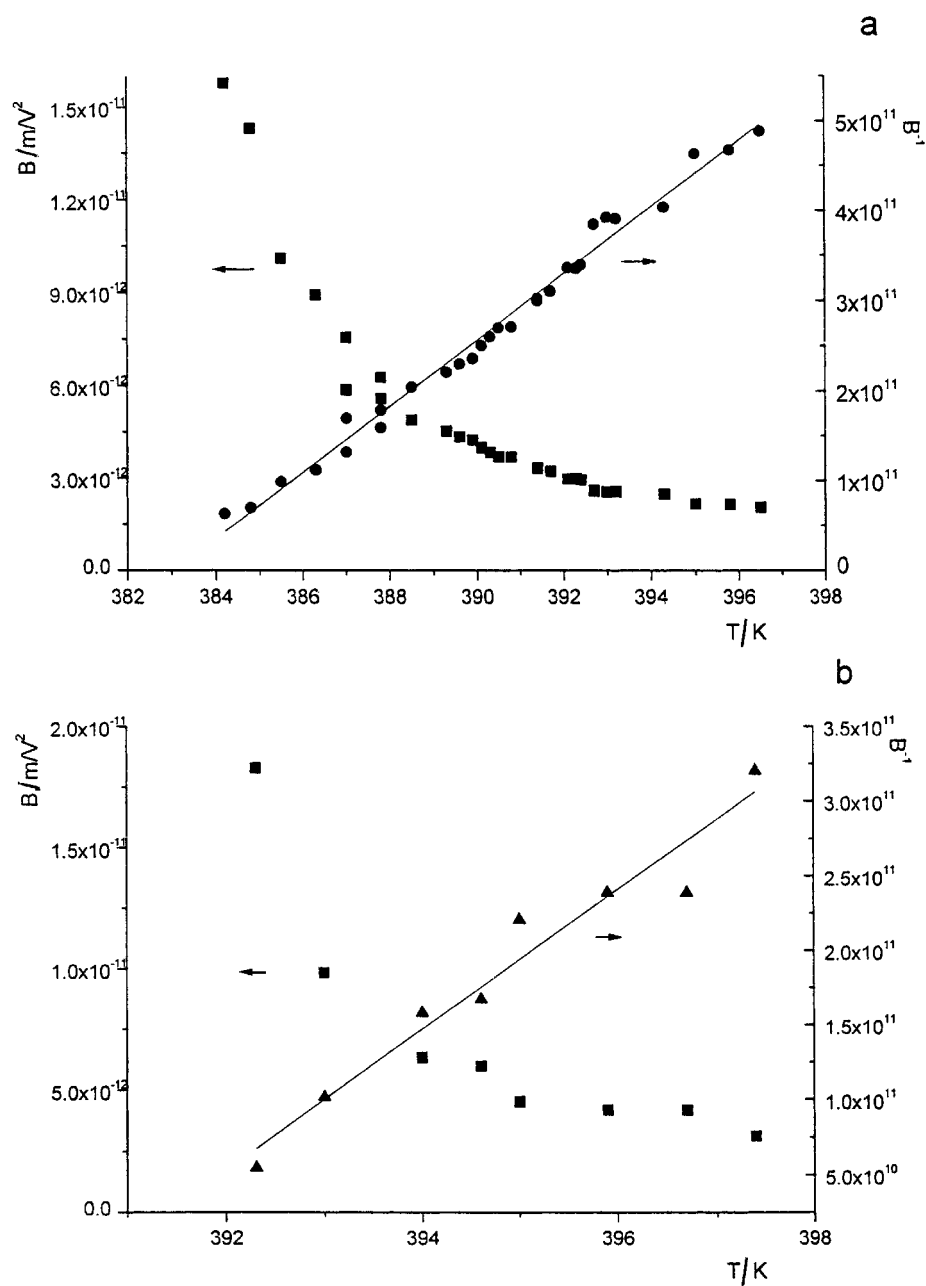 a
B/m/V²
1.5x10⁻¹¹
1.2x10⁻¹¹
9.0x10⁻¹²
6.0x10⁻¹²
3.0x10⁻¹²
0.0
5x10¹¹
4x10¹¹
3x10¹¹
2x10¹¹
1x10¹¹
0
B⁻¹
382 384 386 388 390 392 394 396 398
T/K
b
B/m/V²
2.0x10⁻¹¹
1.5x10⁻¹¹
1.0x10⁻¹¹
5.0x10⁻¹²
0.0
3.5x10¹¹
3.0x10¹¹
2.5x10¹¹
2.0x10¹¹
1.5x10¹¹
1.0x10¹¹
5.0x10¹⁰
B⁻¹
392 394 396 398
T/K